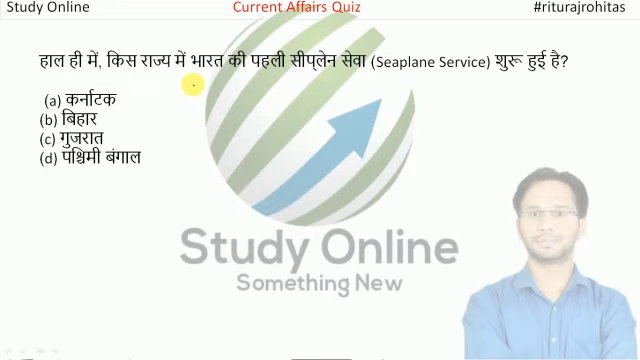 Study Online Current Affairs Quiz #riturajrohitas
हाल ही में, किस राज्य में भारत की पहली सीप्लेन सेवा (Seaplane Service) शुरू हुई है?
(a) कर्नाटक
(b) बिहार
(c) गुजरात
(d) पश्चिमी बंगाल
Study Online
Something New